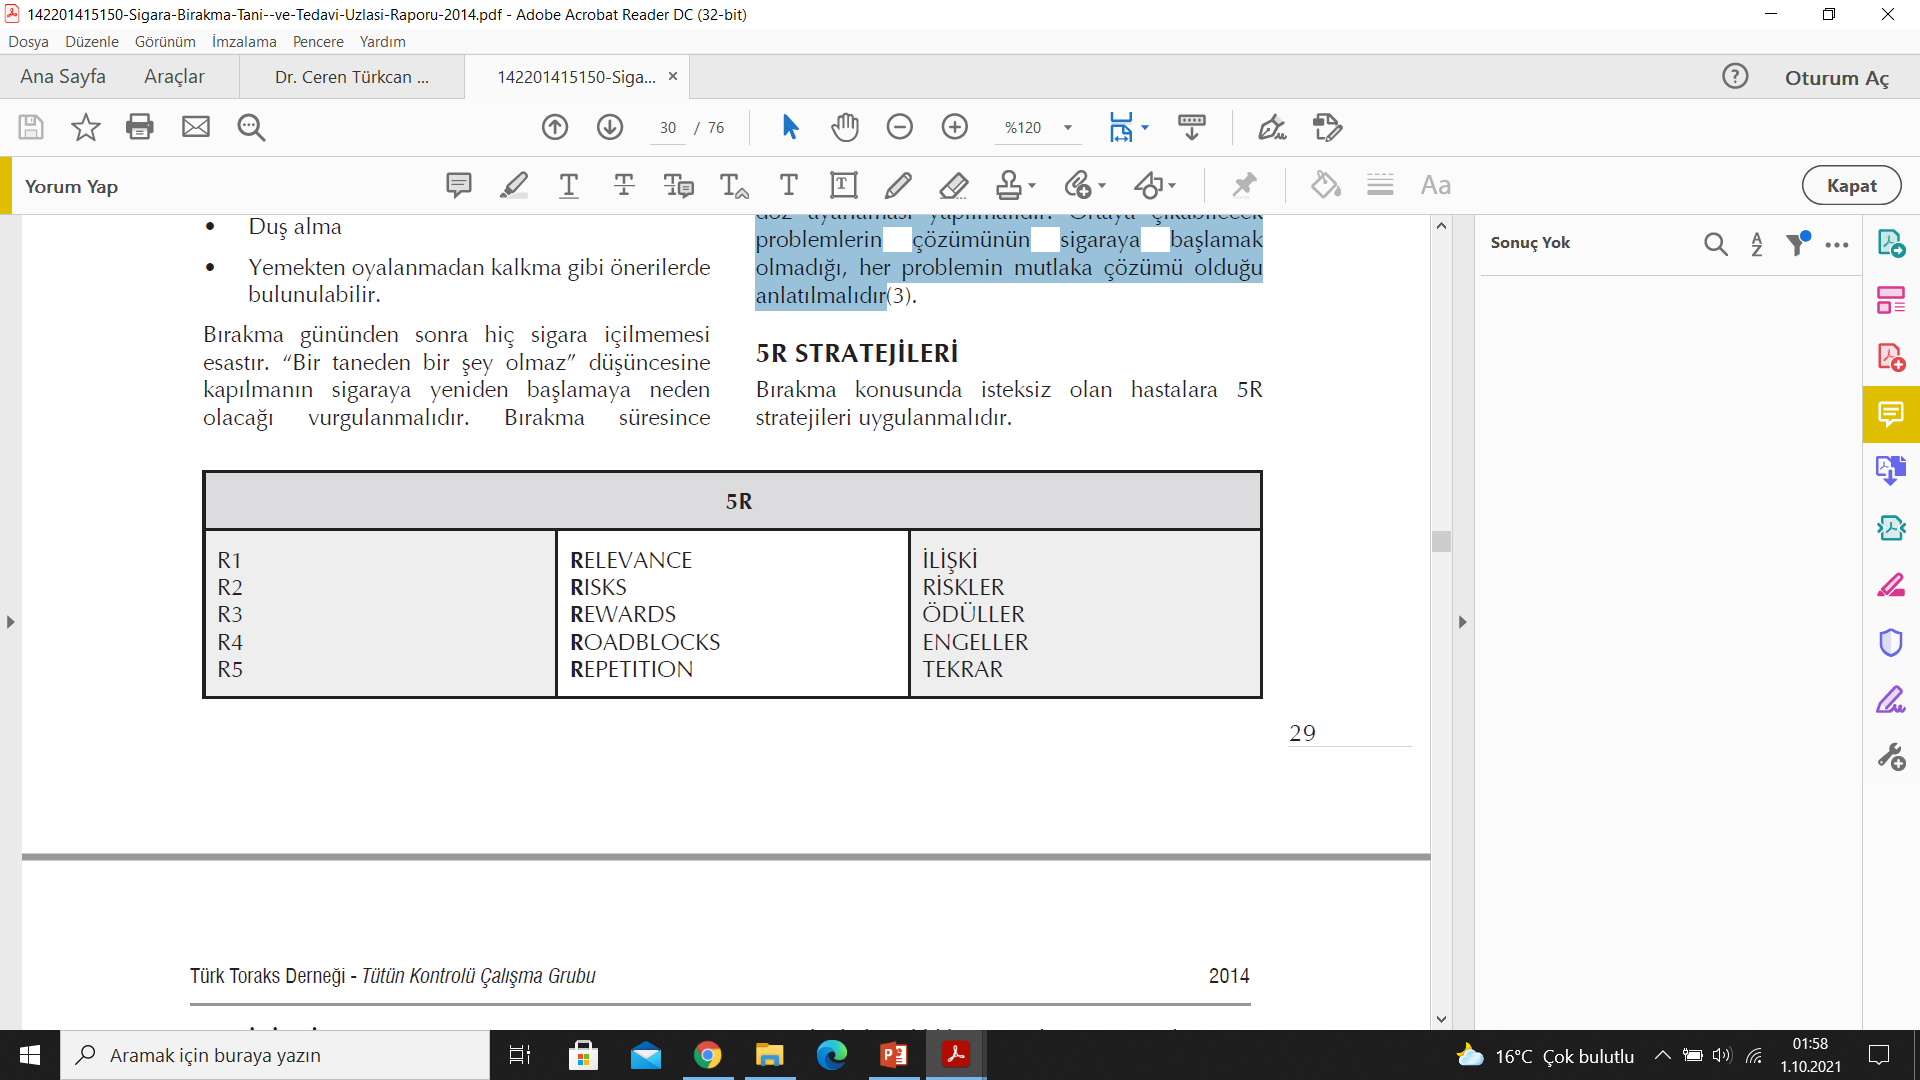 142201415150-Sigara-Birakma-Tani--ve-Tedavi-Uzlasi-Raporu-2014.pdf - Adobe Acrobat Reader DC (32-bit)
Dosya Düzenle Görünüm İmzalama Pencere Yardım
Ana Sayfa Araçlar Dr. Ceren Türkcan ... 142201415150-Siga... Oturum Aç
30 / 76 %120
Yorum Yap Kapat
Duş alma
Yemekten oyalanmadan kalkma gibi önerilerde
bulunulabilir.
Bırakma gününden sonra hiç sigara içilmemesi
esastır. “Bir taneden bir şey olmaz” düşüncesine
kapılmanın sigaraya yeniden başlamaya neden
olacağı vurgulanmalıdır. Bırakma süresince
doz ayarlaması yapılmalıdır. Ortaya çıkabilecek
problemlerin çözümünün sigaraya başlamak
olmadığı, her problemin mutlaka çözümü olduğu
anlatılmalıdır(3).
5R STRATEJİLERİ
Bırakma konusunda isteksiz olan hastalara 5R
stratejileri uygulanmalıdır.
5R
R1 RELEVANCE İLİŞKİ
R2 RISKS RİSKLER
R3 REWARDS ÖDÜLLER
R4 ROADBLOCKS ENGELLER
R5 REPETITION TEKRAR
29
Türk Toraks Derneği - Tütün Kontrolü Çalışma Grubu 2014
Sonuç Yok
Aramak için buraya yazın
16°C Çok bulutlu
01:58
1.10.2021